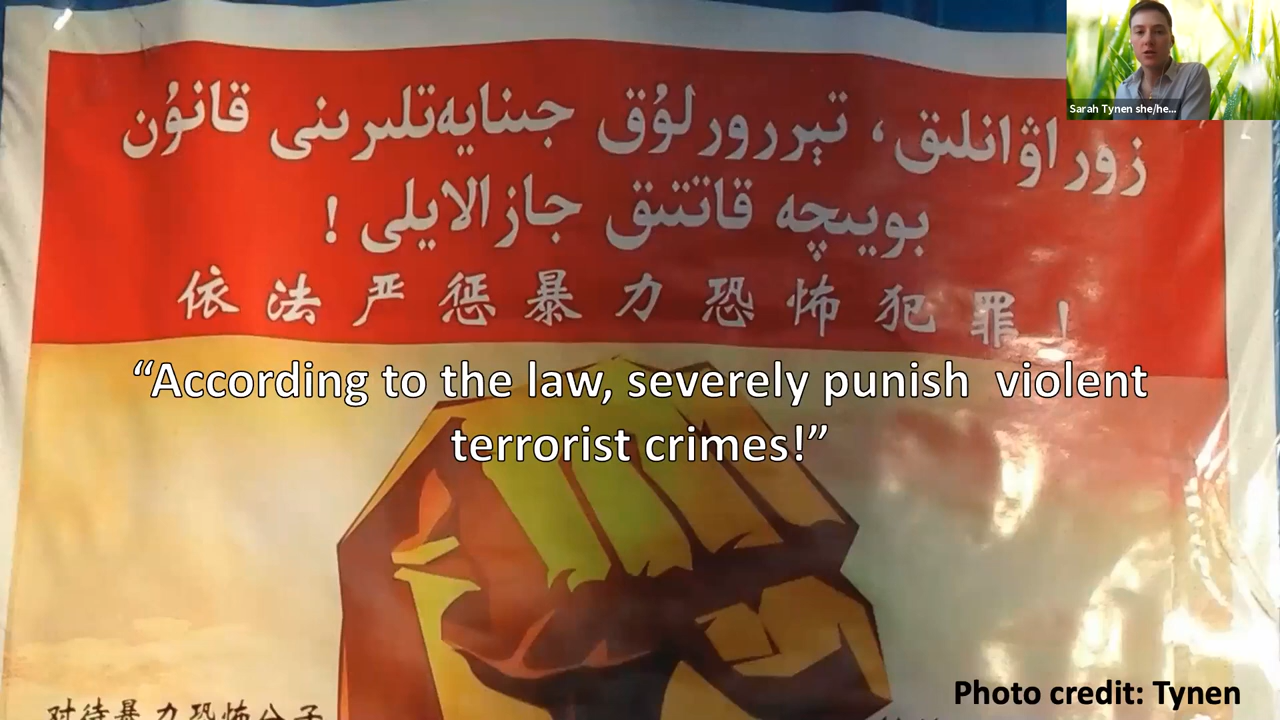 Sarah Tynen she/he...
زوراۋانلىق، تېررورلۇق جىنايەتلىرىنى قانۇن
بويىچە قاتتىق جازالايلى !
依法严惩暴力恐怖犯罪！
“According to the law, severely punish violent
terrorist crimes!”
对待暴力恐怖分子
Photo credit: Tynen